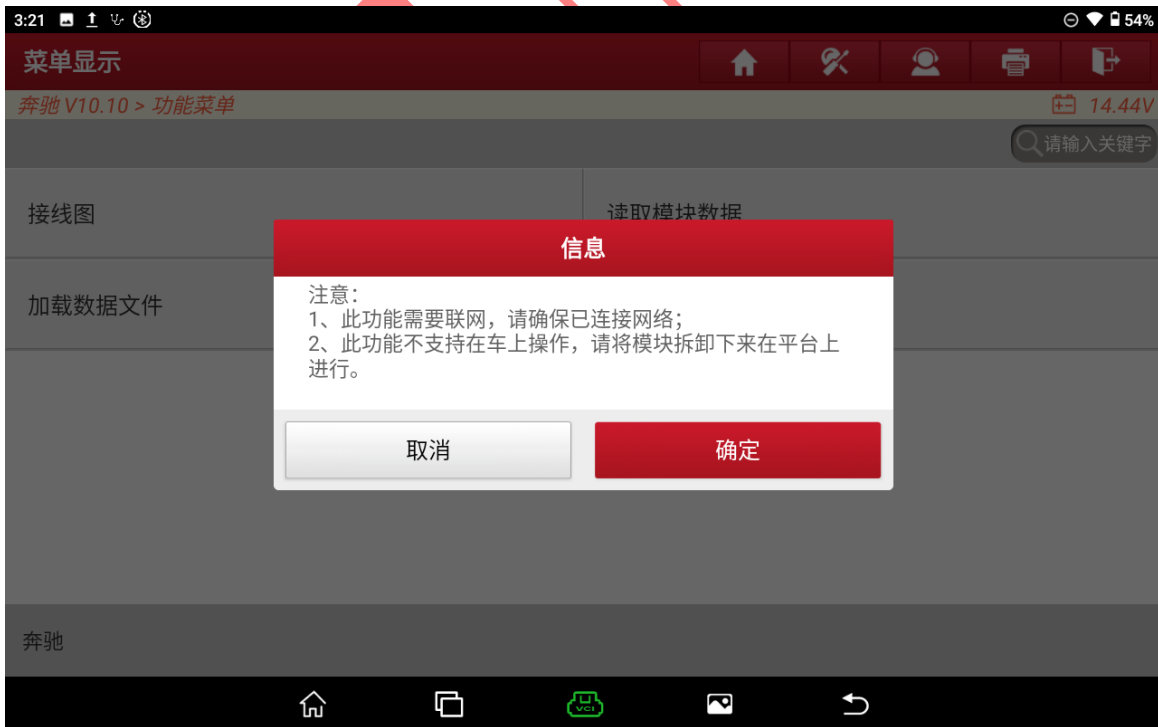 3:21
54%
菜单显示
奔驰 V10.10 > 功能菜单
14.44V
请输入关键字
接线图
读取模块数据
信息
加载数据文件
注意：
1、此功能需要联网，请确保已连接网络；
2、此功能不支持在车上操作，请将模块拆卸下来在平台上
进行。
取消
确定
奔驰
VCI